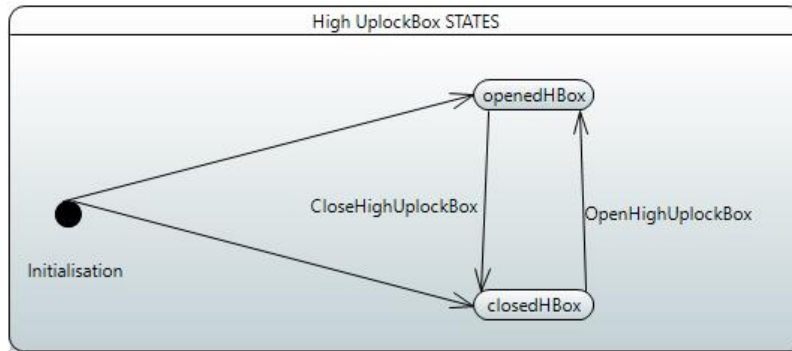 High UplockBox STATES
openedHBox
CloseHighUplockBox
OpenHighUplockBox
Initialisation
closedHBox